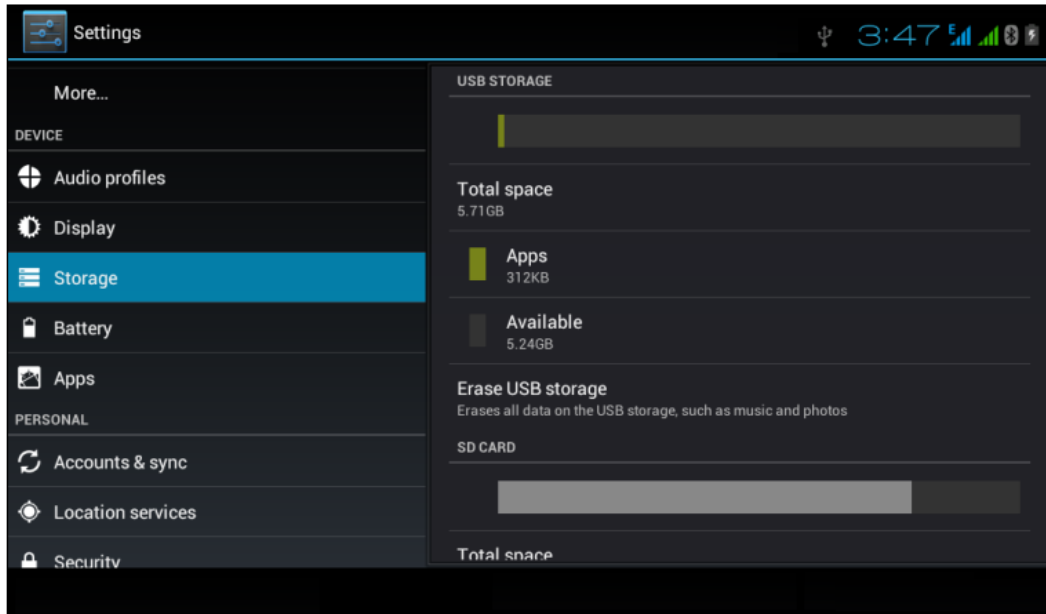 Settings
3:47
E
More...
DEVICE
Audio profiles
Display
Storage
Battery
Apps
PERSONAL
Accounts & sync
Location services
Security
USB STORAGE
Total space
5.71GB
Apps
312KB
Available
5.24GB
Erase USB storage
Erases all data on the USB storage, such as music and photos
SD CARD
Total space